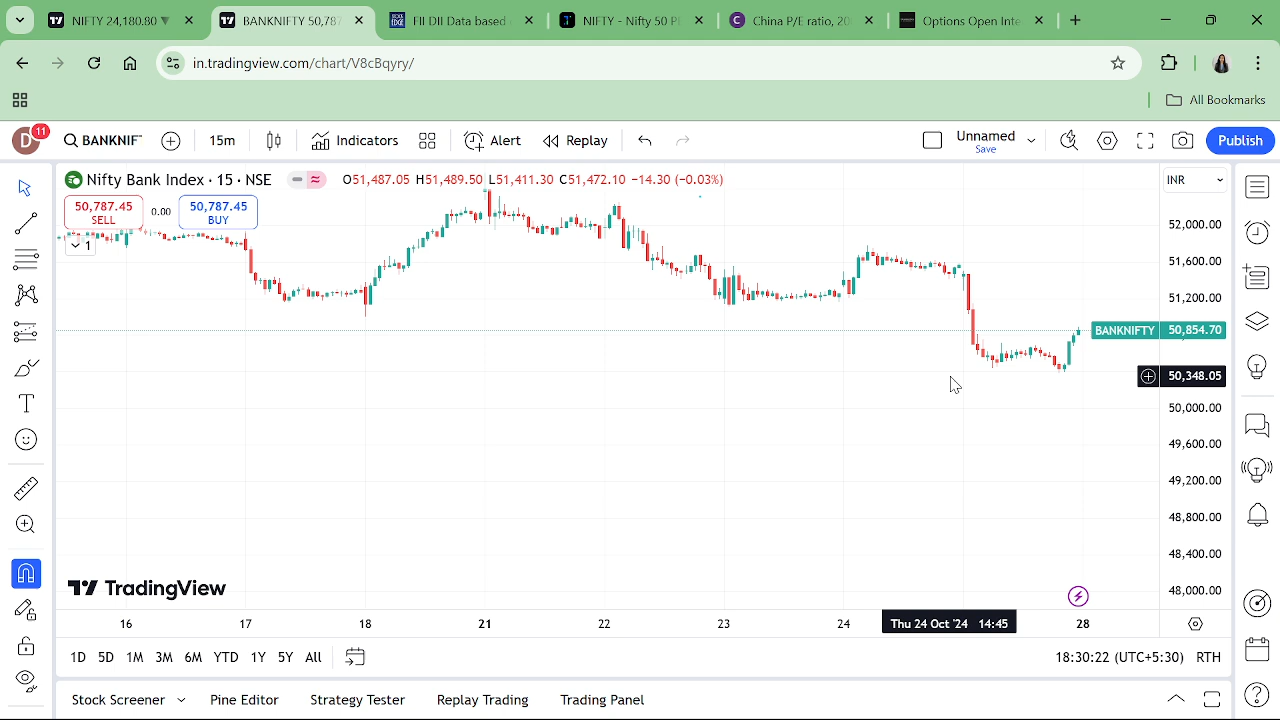 NIFTY 24,180.80 ▼
BANKNIFTY 50,787
FII DII Data based
NIFTY - Nifty 50 PE
China P/E ratio, 20
Options Open Inte
in.tradingview.com/chart/V8cBqyry/
All Bookmarks
D
11
BANKNIF
15m
Indicators
Alert
Replay
Unnamed
Save
Publish
Nifty Bank Index · 15 · NSE
O51,487.05 H51,489.50 L51,411.30 C51,472.10 −14.30 (−0.03%)
INR
50,787.45
SELL
0.00
50,787.45
BUY
1
52,000.00
51,600.00
51,200.00
BANKNIFTY 50,854.70
50,348.05
50,000.00
49,600.00
49,200.00
48,800.00
48,400.00
48,000.00
TradingView
16 17 18 21 22 23 24 Thu 24 Oct '24 14:45 28
1D 5D 1M 3M 6M YTD 1Y 5Y All
18:30:22 (UTC+5:30) RTH
Stock Screener Pine Editor Strategy Tester Replay Trading Trading Panel